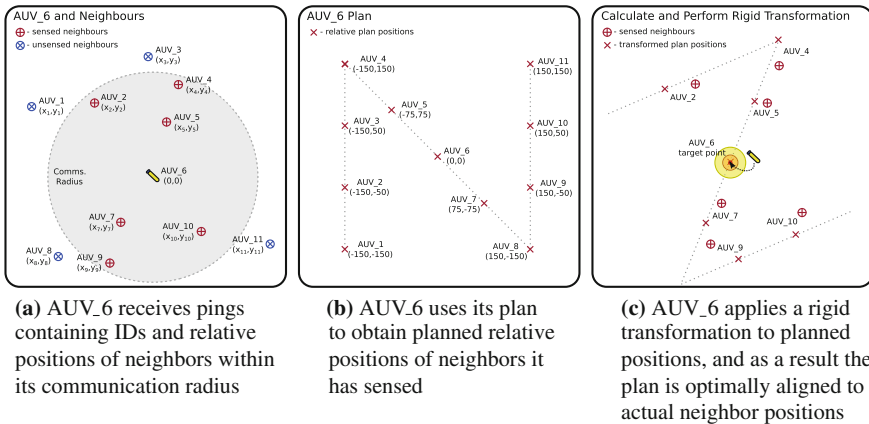 AUV_6 and Neighbours
- sensed neighbours
- unsensed neighbours
AUV_3
(x₃,y₃)
AUV_4
(x₄,y₄)
AUV_1
(x₁,y₁)
AUV_2
(x₂,y₂)
AUV_5
(x₅,y₅)
Comms.
Radius
AUV_6
(0,0)
AUV_7
(x₇,y₇)
AUV_10
(x₁₀,y₁₀)
AUV_11
(x₁₁,y₁₁)
AUV_8
(x₈,y₈)
AUV_9
(x₉,y₉)
(a) AUV_6 receives pings
containing IDs and relative
positions of neighbors within
its communication radius
AUV_6 Plan
- relative plan positions
AUV_4
(-150,150)
AUV_11
(150,150)
AUV_5
(-75,75)
AUV_3
(-150,50)
AUV_10
(150,50)
AUV_6
(0,0)
AUV_2
(-150,-50)
AUV_9
(150,-50)
AUV_7
(75,-75)
AUV_1
(-150,-150)
AUV_8
(150,-150)
(b) AUV_6 uses its plan
to obtain planned relative
positions of neighbors it
has sensed
Calculate and Perform Rigid Transformation
- sensed neighbours
- transformed plan positions
AUV_4
AUV_2
AUV_5
AUV_6
target point
AUV_7
AUV_10
AUV_9
(c) AUV_6 applies a rigid
transformation to planned
positions, and as a result the
plan is optimally aligned to
actual neighbor positions